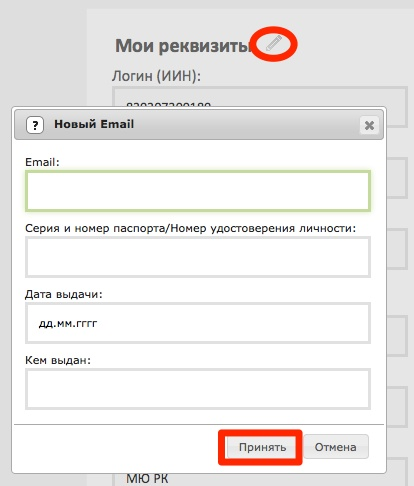 Мои реквизиты
Логин (ИИН):
? Новый Email
Email:
Серия и номер паспорта/Номер удостоверения личности:
Дата выдачи:
дд.мм.гггг
Кем выдан:
Принять Отмена
МЮ РК